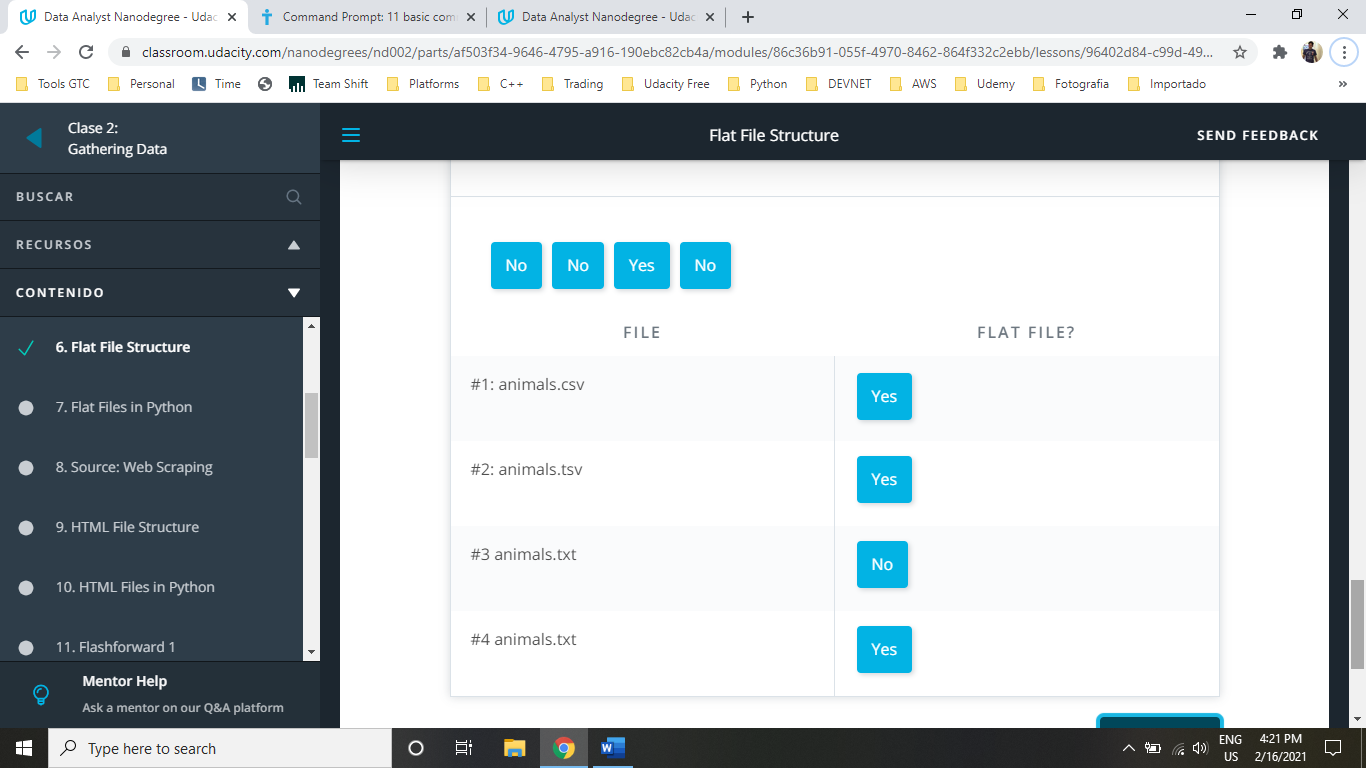 Data Analyst Nanodegree - Udac
Command Prompt: 11 basic com
Data Analyst Nanodegree - Udac
classroom.udacity.com/nanodegrees/nd002/parts/af503f34-9646-4795-a916-190ebc82cb4a/modules/86c36b91-055f-4970-8462-864f332c2ebb/lessons/96402d84-c99d-49...
Tools GTC
Personal
Time
Team Shift
Platforms
C++
Trading
Udacity Free
Python
DEVNET
AWS
Udemy
Fotografia
Importado
Clase 2:
Gathering Data
Flat File Structure
SEND FEEDBACK
BUSCAR
RECURSOS
CONTENIDO
6. Flat File Structure
7. Flat Files in Python
8. Source: Web Scraping
9. HTML File Structure
10. HTML Files in Python
11. Flashforward 1
Mentor Help
Ask a mentor on our Q&A platform
No No Yes No
FILE FLAT FILE?
#1: animals.csv Yes
#2: animals.tsv Yes
#3 animals.txt No
#4 animals.txt Yes
Type here to search
ENG
US
4:21 PM
2/16/2021